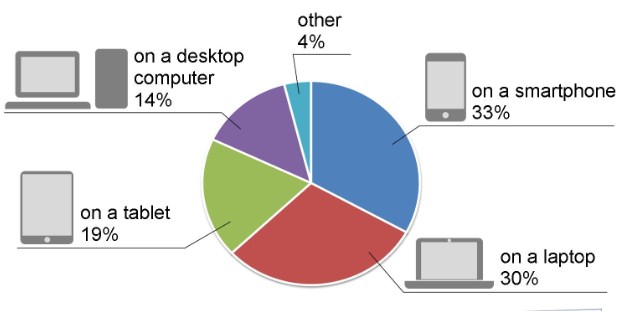 other
4%
on a desktop
computer
14%
on a smartphone
33%
on a tablet
19%
on a laptop
30%